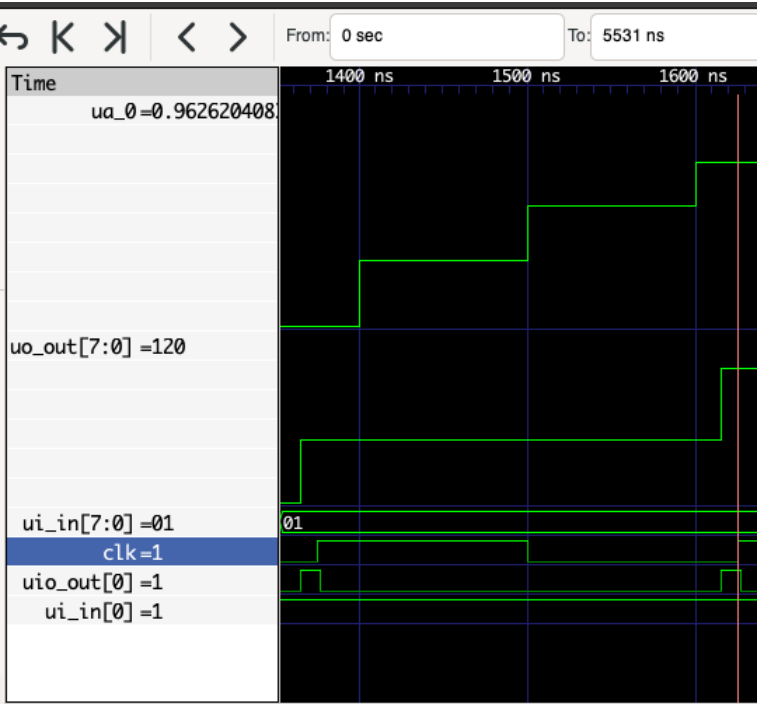 From: 0 sec To: 5531 ns
Time
1400 ns 1500 ns 1600 ns
ua_0=0.962620408
uo_out[7:0] =120
ui_in[7:0] =01
01
clk=1
uio_out[0] =1
ui_in[0] =1